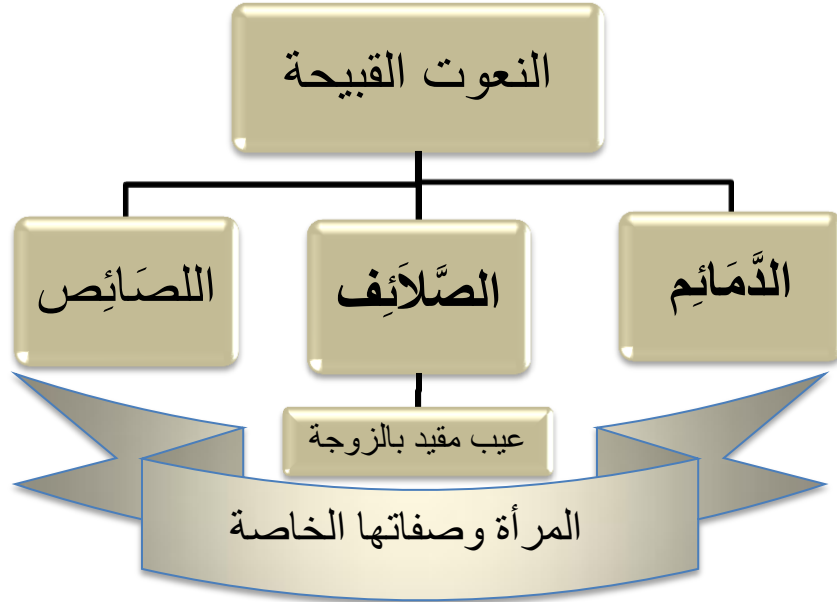 النعوت القبيحة
الدَّمَائِم
الصَّلاَئِف
اللصَائِص
عيب مقيد بالزوجة
المرأة وصفاتها الخاصة